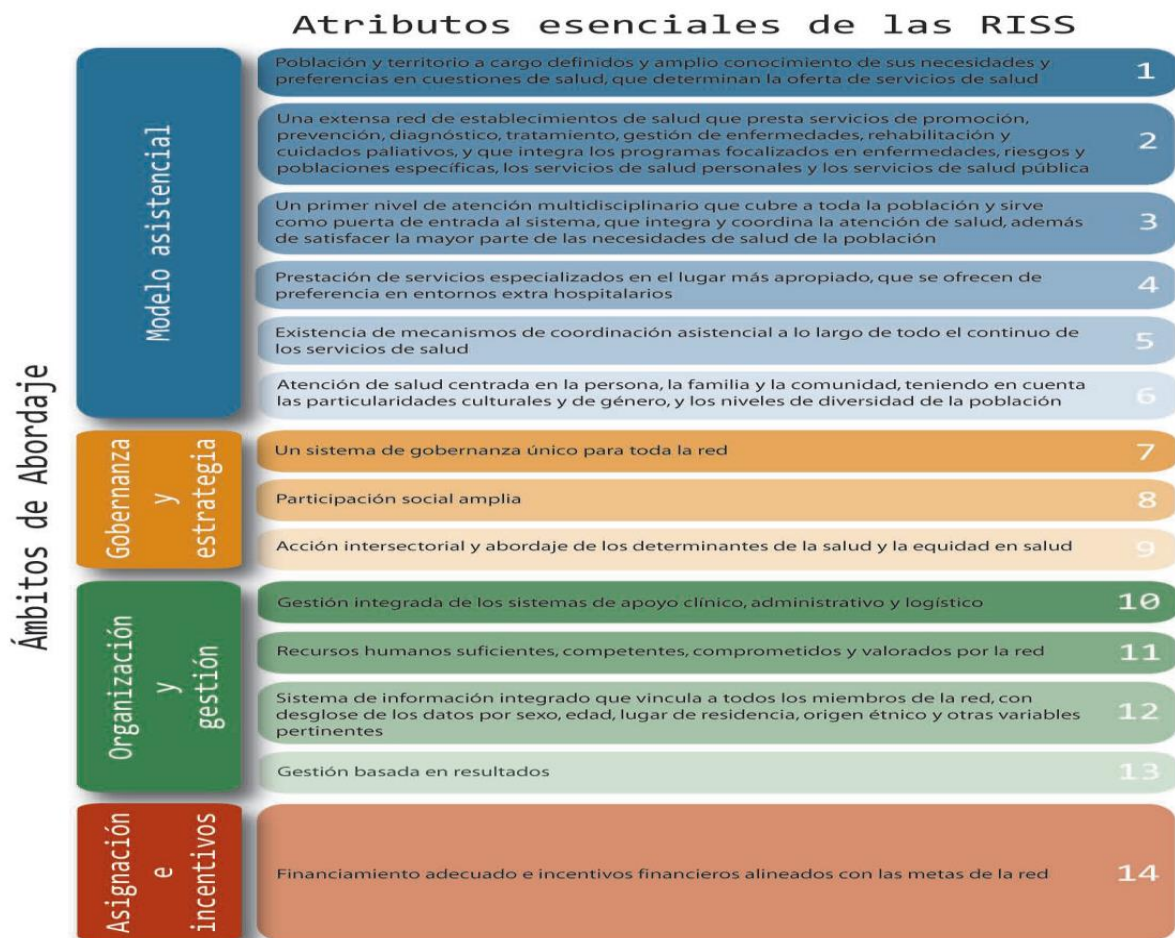 Atributos esenciales de las RISS
Ámbitos de Abordaje
Modelo asistencial
Población y territorio a cargo definidos y amplio conocimiento de sus necesidades y
preferencias en cuestiones de salud, que determinan la oferta de servicios de salud
1
Una extensa red de establecimientos de salud que presta servicios de promoción,
prevención, diagnóstico, tratamiento, gestión de enfermedades, rehabilitación y
cuidados paliativos, y que integra los programas focalizados en enfermedades, riesgos y
poblaciones específicas, los servicios de salud personales y los servicios de salud pública
2
Un primer nivel de atención multidisciplinario que cubre a toda la población y sirve
como puerta de entrada al sistema, que integra y coordina la atención de salud, además
de satisfacer la mayor parte de las necesidades de salud de la población
3
Prestación de servicios especializados en el lugar más apropiado, que se ofrecen de
preferencia en entornos extra hospitalarios
4
Existencia de mecanismos de coordinación asistencial a lo largo de todo el continuo de
los servicios de salud
5
Atención de salud centrada en la persona, la familia y la comunidad, teniendo en cuenta
las particularidades culturales y de género, y los niveles de diversidad de la población
6
Gobernanza
y
estrategia
Un sistema de gobernanza único para toda la red
7
Participación social amplia
8
Acción intersectorial y abordaje de los determinantes de la salud y la equidad en salud
9
Organización
y
gestión
Gestión integrada de los sistemas de apoyo clínico, administrativo y logístico
10
Recursos humanos suficientes, competentes, comprometidos y valorados por la red
11
Sistema de información integrado que vincula a todos los miembros de la red, con
desglose de los datos por sexo, edad, lugar de residencia, origen étnico y otras variables
pertinentes
12
Gestión basada en resultados
13
Asignación
e
incentivos
Financiamiento adecuado e incentivos financieros alineados con las metas de la red
14